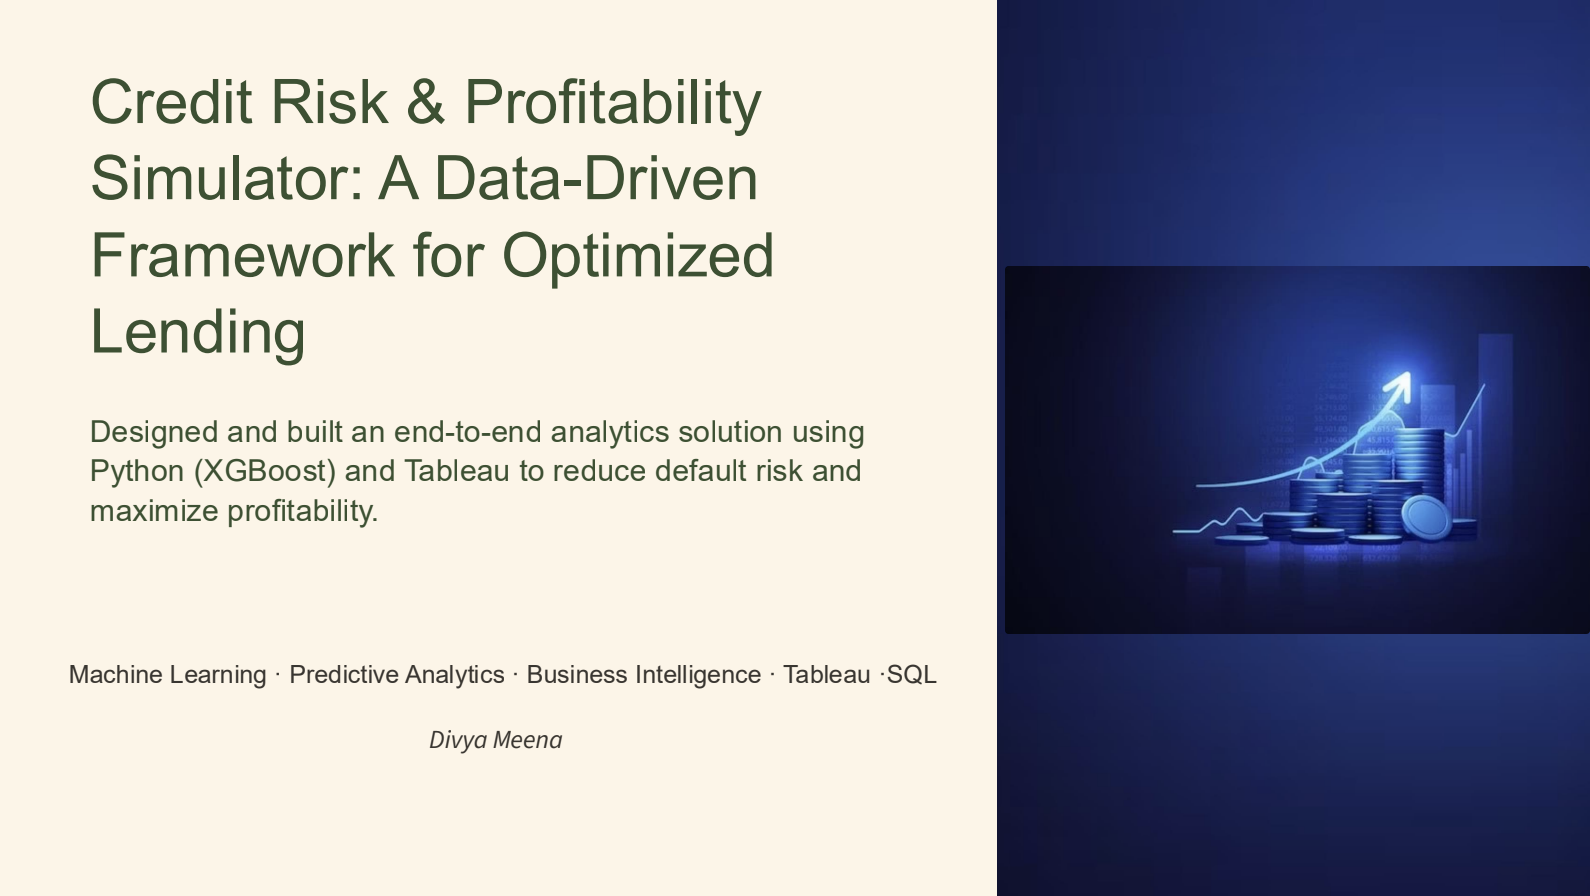 Credit Risk & Profitability
Simulator: A Data-Driven
Framework for Optimized
Lending
Designed and built an end-to-end analytics solution using
Python (XGBoost) and Tableau to reduce default risk and
maximize profitability.
Machine Learning · Predictive Analytics · Business Intelligence · Tableau ·SQL
Divya Meena